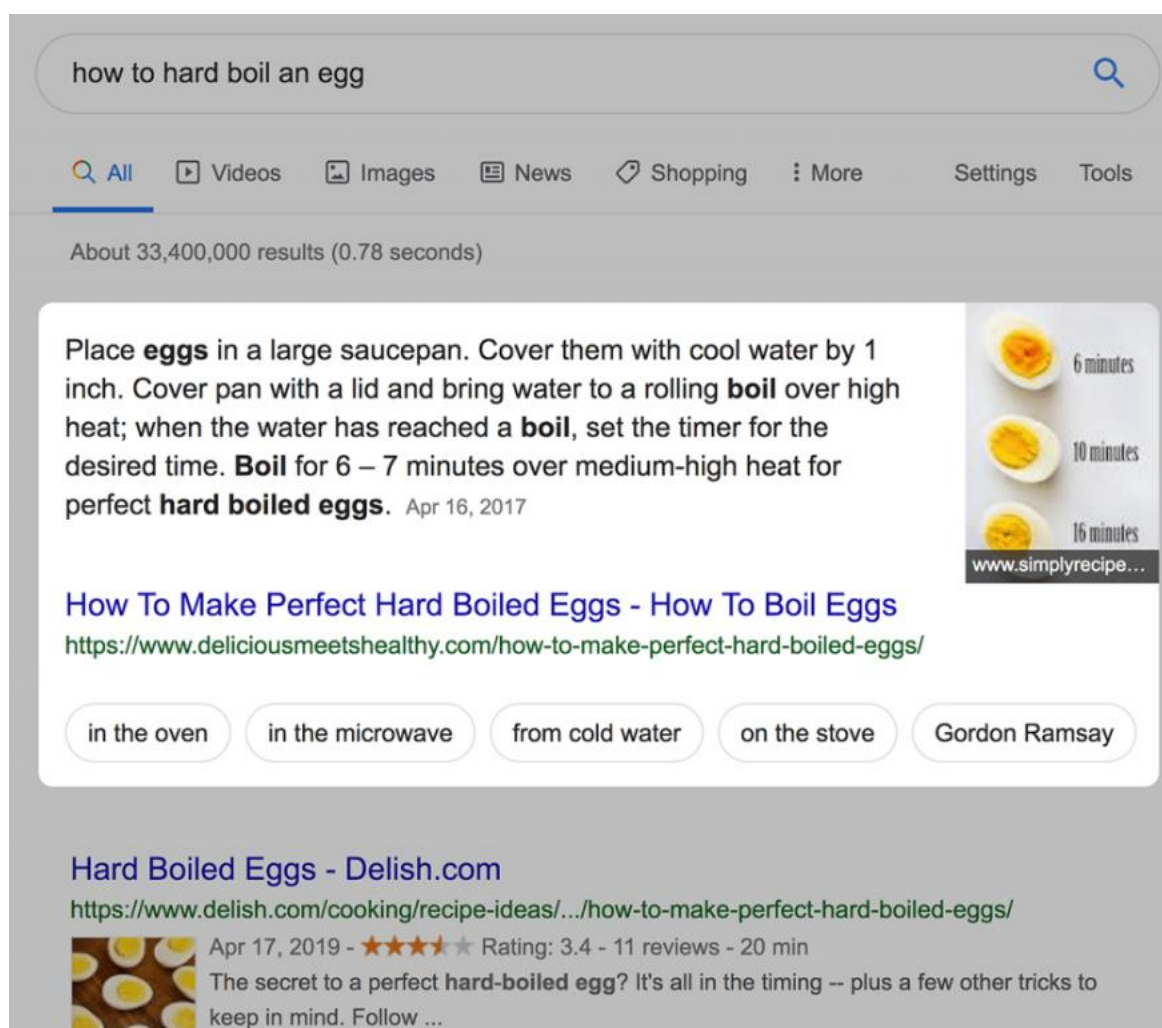 how to hard boil an egg
All Videos Images News Shopping More Settings Tools
About 33,400,000 results (0.78 seconds)
Place eggs in a large saucepan. Cover them with cool water by 1
inch. Cover pan with a lid and bring water to a rolling boil over high
heat; when the water has reached a boil, set the timer for the
desired time. Boil for 6 – 7 minutes over medium-high heat for
perfect hard boiled eggs. Apr 16, 2017
6 minutes
10 minutes
16 minutes
www.simplyrecipe...
How To Make Perfect Hard Boiled Eggs - How To Boil Eggs
https://www.deliciousmeetshealthy.com/how-to-make-perfect-hard-boiled-eggs/
in the oven in the microwave from cold water on the stove Gordon Ramsay
Hard Boiled Eggs - Delish.com
https://www.delish.com/cooking/recipe-ideas/.../how-to-make-perfect-hard-boiled-eggs/
Apr 17, 2019 - Rating: 3.4 - 11 reviews - 20 min
The secret to a perfect hard-boiled egg? It's all in the timing -- plus a few other tricks to
keep in mind. Follow ...